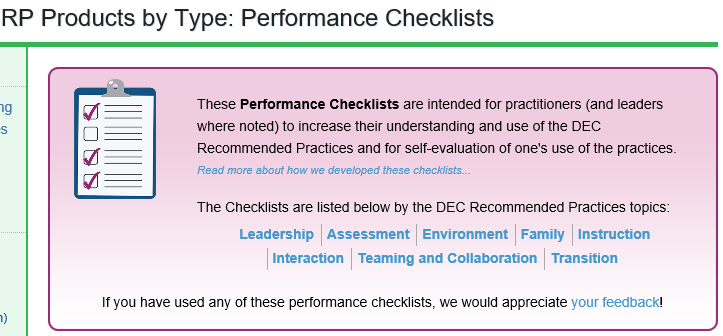 RP Products by Type: Performance Checklists
These Performance Checklists are intended for practitioners (and leaders
where noted) to increase their understanding and use of the DEC
Recommended Practices and for self-evaluation of one's use of the practices.
Read more about how we developed these checklists...
The Checklists are listed below by the DEC Recommended Practices topics:
Leadership | Assessment | Environment | Family | Instruction
| Interaction | Teaming and Collaboration | Transition
If you have used any of these performance checklists, we would appreciate your feedback!